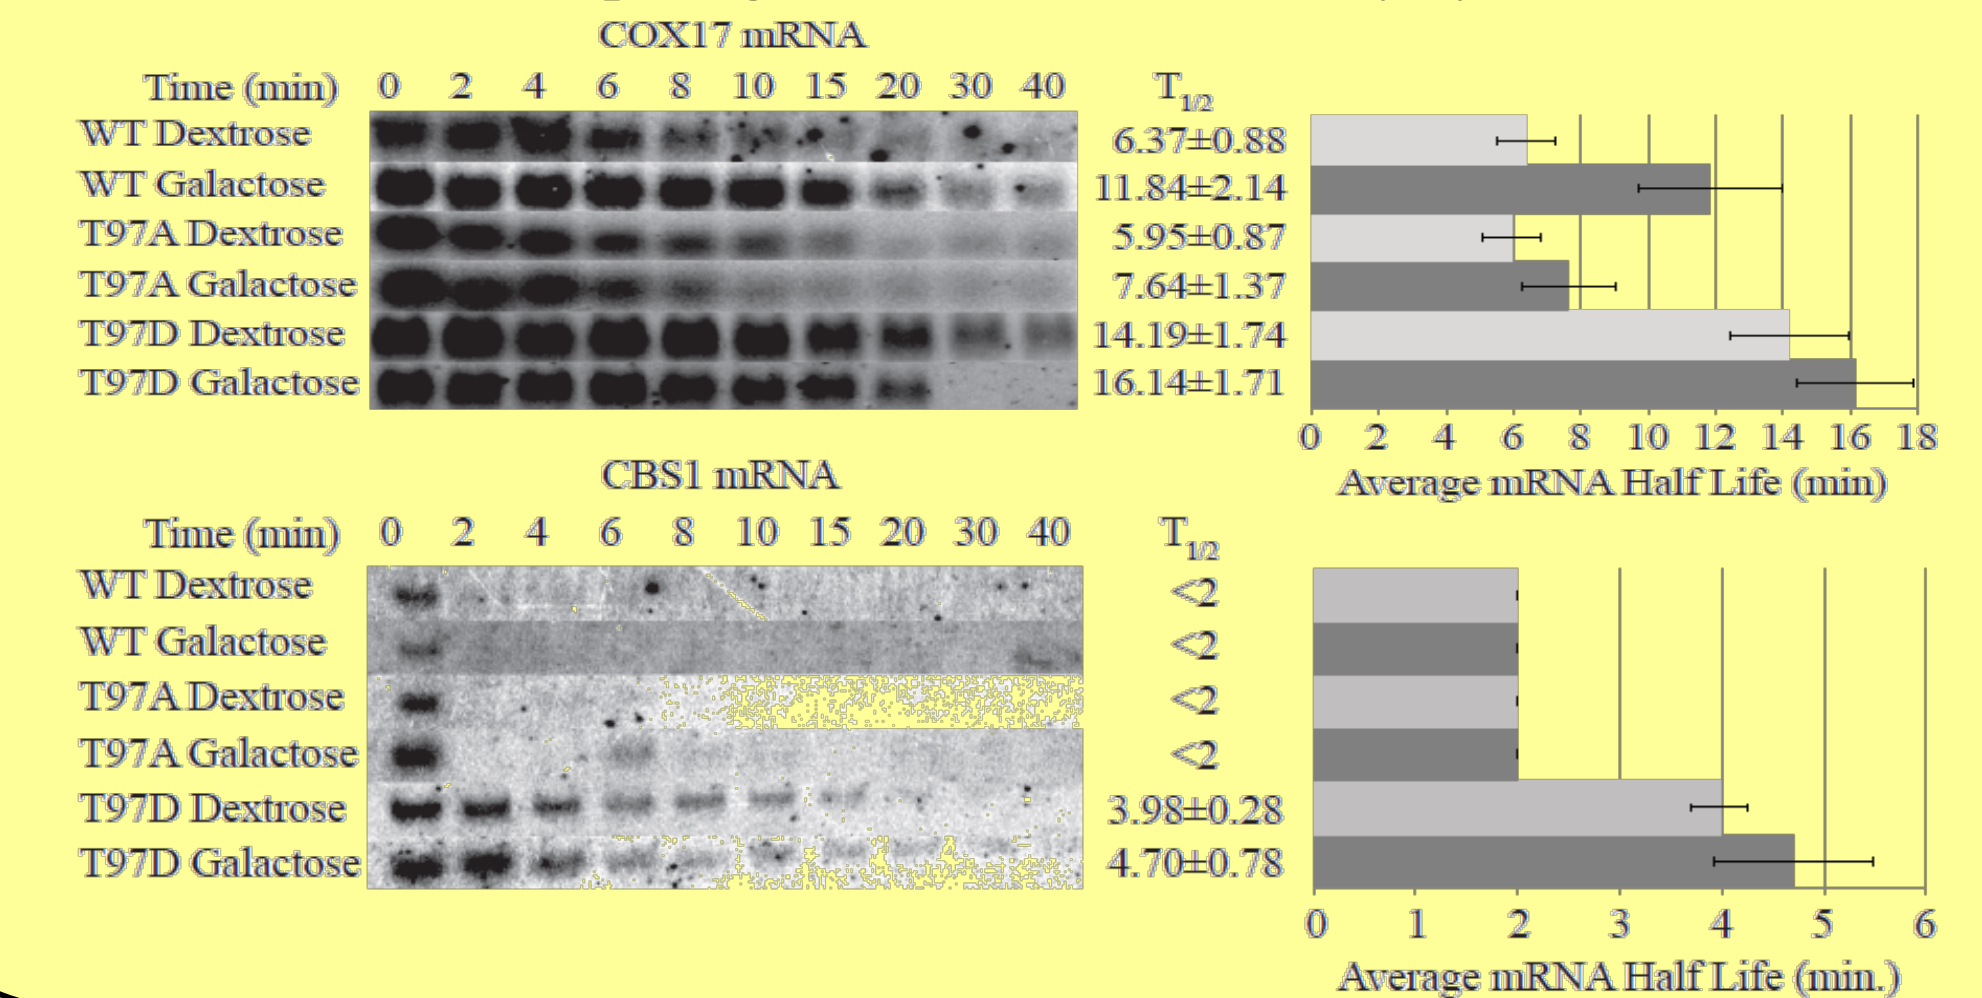 COX17 mRNA
Time (min) 0 2 4 6 8 10 15 20 30 40 T1/2
WT Dextrose 6.37±0.88
WT Galactose 11.84±2.14
T97A Dextrose 5.95±0.87
T97A Galactose 7.64±1.37
T97D Dextrose 14.19±1.74
T97D Galactose 16.14±1.71
0 2 4 6 8 10 12 14 16 18
Average mRNA Half Life (min)
CBS1 mRNA
Time (min) 0 2 4 6 8 10 15 20 30 40 T1/2
WT Dextrose <2
WT Galactose <2
T97A Dextrose <2
T97A Galactose <2
T97D Dextrose 3.98±0.28
T97D Galactose 4.70±0.78
0 1 2 3 4 5 6
Average mRNA Half Life (min.)